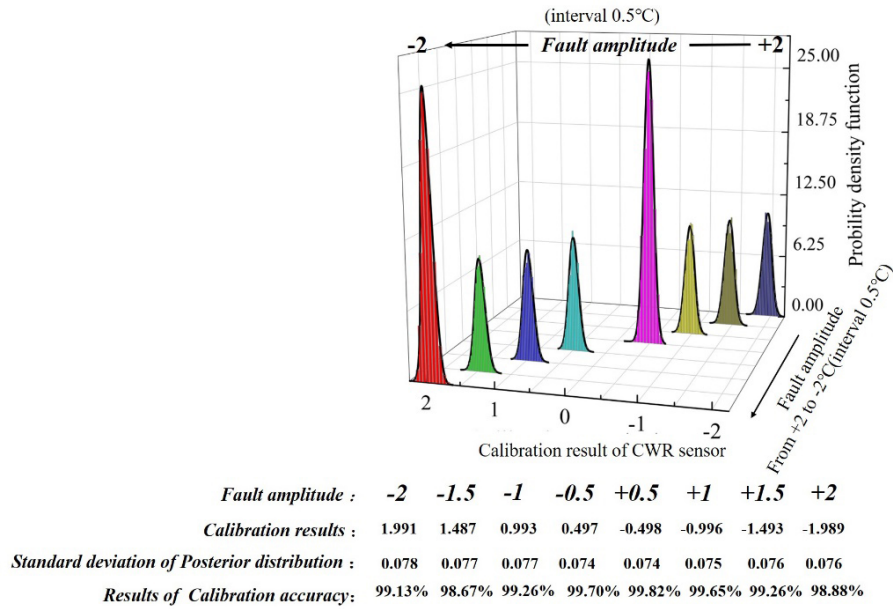 (interval 0.5℃)
-2 Fault amplitude +2
25.00
18.75
12.50
6.25
0.00
Probility density function
Fault amplitude
From +2 to -2℃(interval 0.5℃)
2 1 0 -1 -2
Calibration result of CWR sensor
Fault amplitude : -2 -1.5 -1 -0.5 +0.5 +1 +1.5 +2
Calibration results : 1.991 1.487 0.993 0.497 -0.498 -0.996 -1.493 -1.989
Standard deviation of Posterior distribution : 0.078 0.077 0.077 0.074 0.074 0.075 0.076 0.076
Results of Calibration accuracy: 99.13% 98.67% 99.26% 99.70% 99.82% 99.65% 99.26% 98.88%